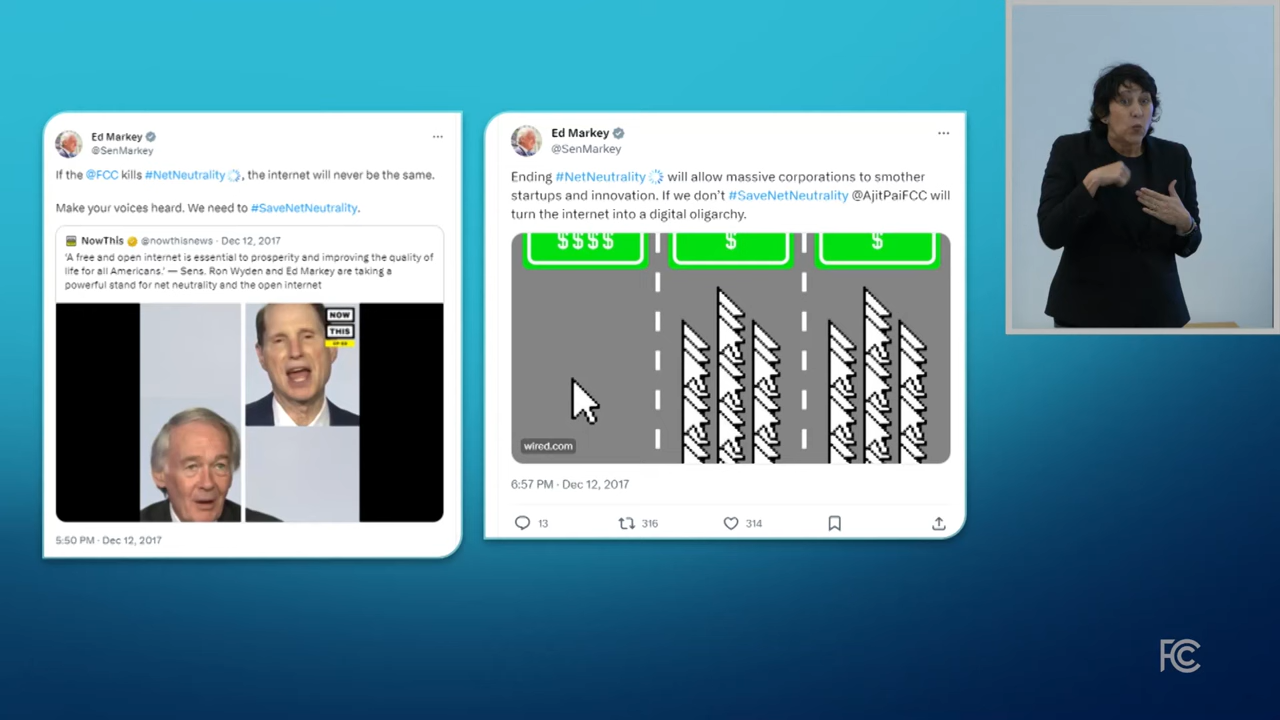 Ed Markey
@SenMarkey
If the @FCC kills #NetNeutrality, the internet will never be the same.
Make your voices heard. We need to #SaveNetNeutrality.
NowThis @nowthisnews · Dec 12, 2017
'A free and open internet is essential to prosperity and improving the quality of
life for all Americans.' — Sens. Ron Wyden and Ed Markey are taking a
powerful stand for net neutrality and the open internet
NOW
THIS
5:50 PM · Dec 12, 2017
Ed Markey
@SenMarkey
Ending #NetNeutrality will allow massive corporations to smother
startups and innovation. If we don't #SaveNetNeutrality @AjitPaiFCC will
turn the internet into a digital oligarchy.
$$$$ $ $
wired.com
6:57 PM · Dec 12, 2017
13 316 314
FCC